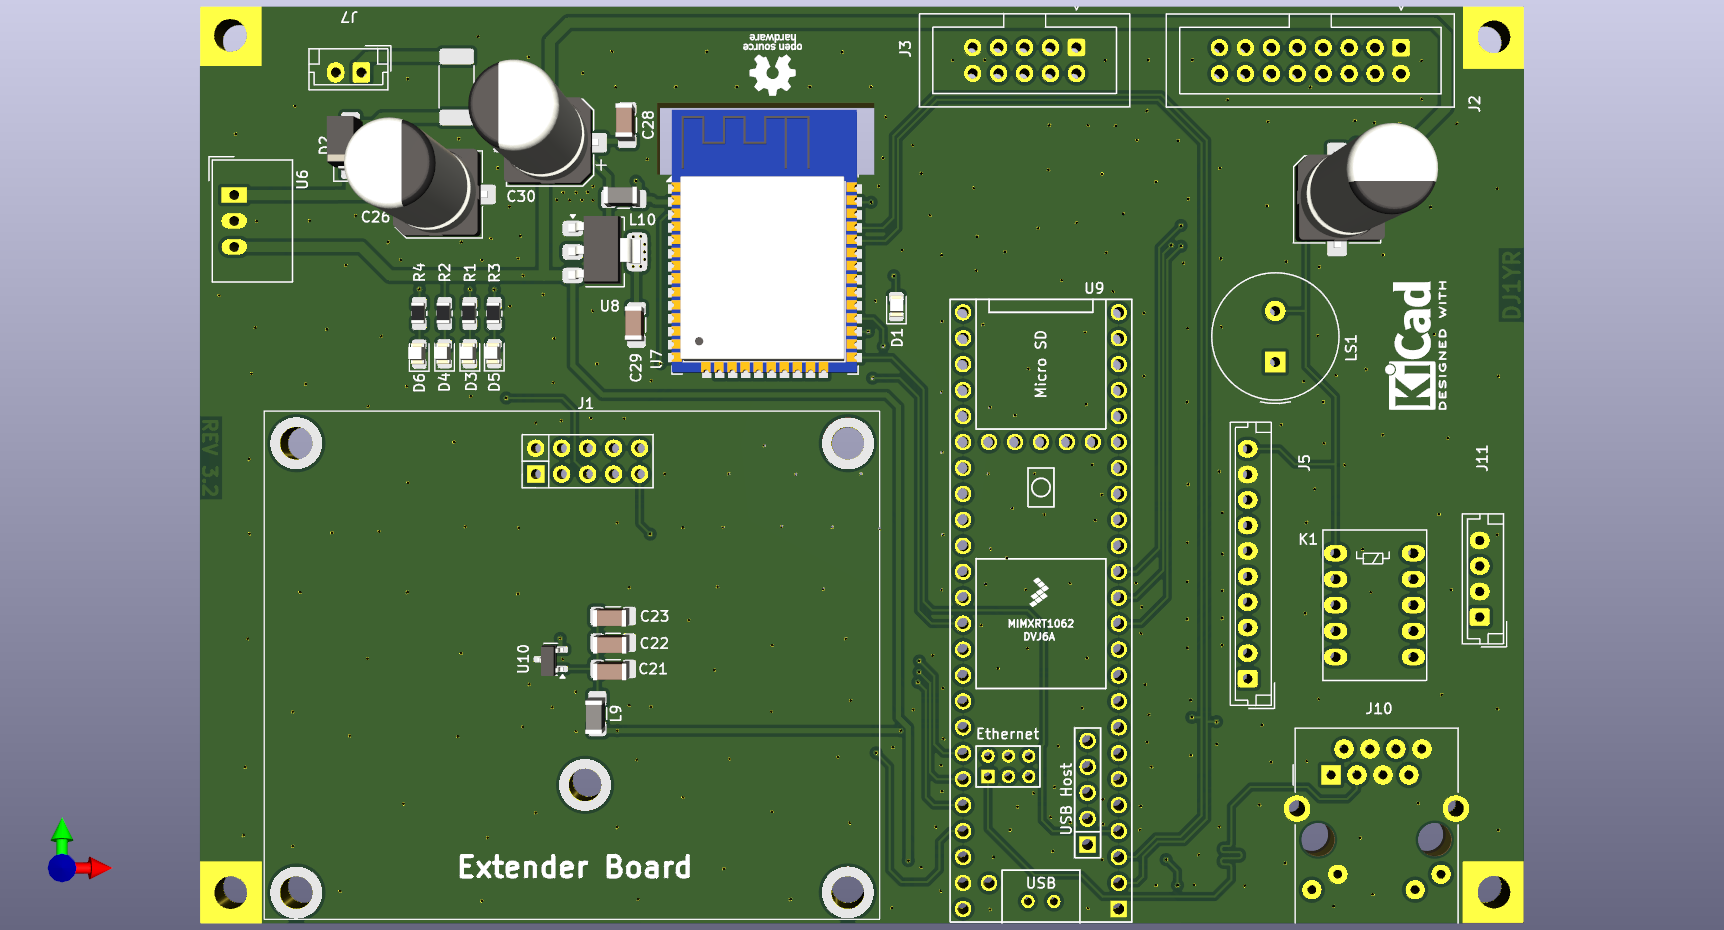 J7
open source
hardware
J3
J2
C28
D2
U6
C26
C30
L10
U8
C29
U7
R4
R2
R1
R3
D6
D4
D3
D5
D1
U9
Micro SD
LS1
DJ1YR
KiCad
DESIGNED WITH
REV 3.2
J1
J5
J11
K1
MIMXRT1062
DVJ6A
C23
C22
C21
U10
L9
J10
Ethernet
USB Host
USB
Extender Board